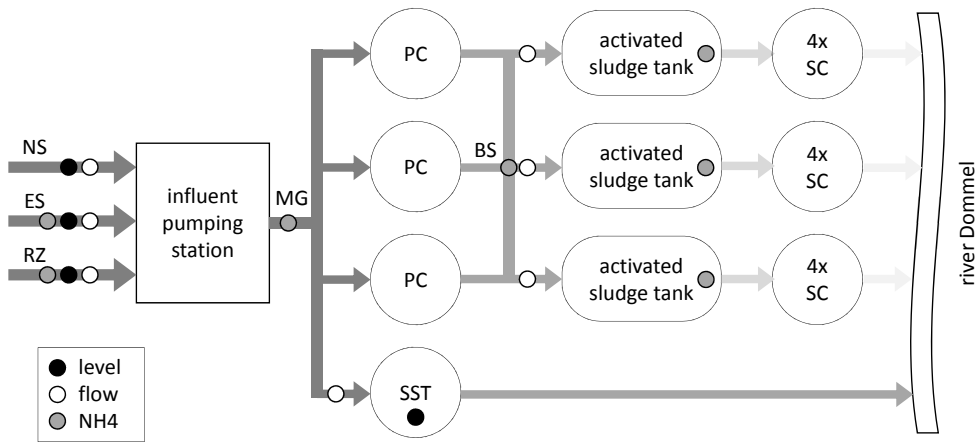 PC
activated
sludge tank
4x
SC
NS
ES
RZ
influent
pumping
station
MG
PC
BS
activated
sludge tank
4x
SC
PC
activated
sludge tank
4x
SC
river Dommel
level
flow
NH4
SST